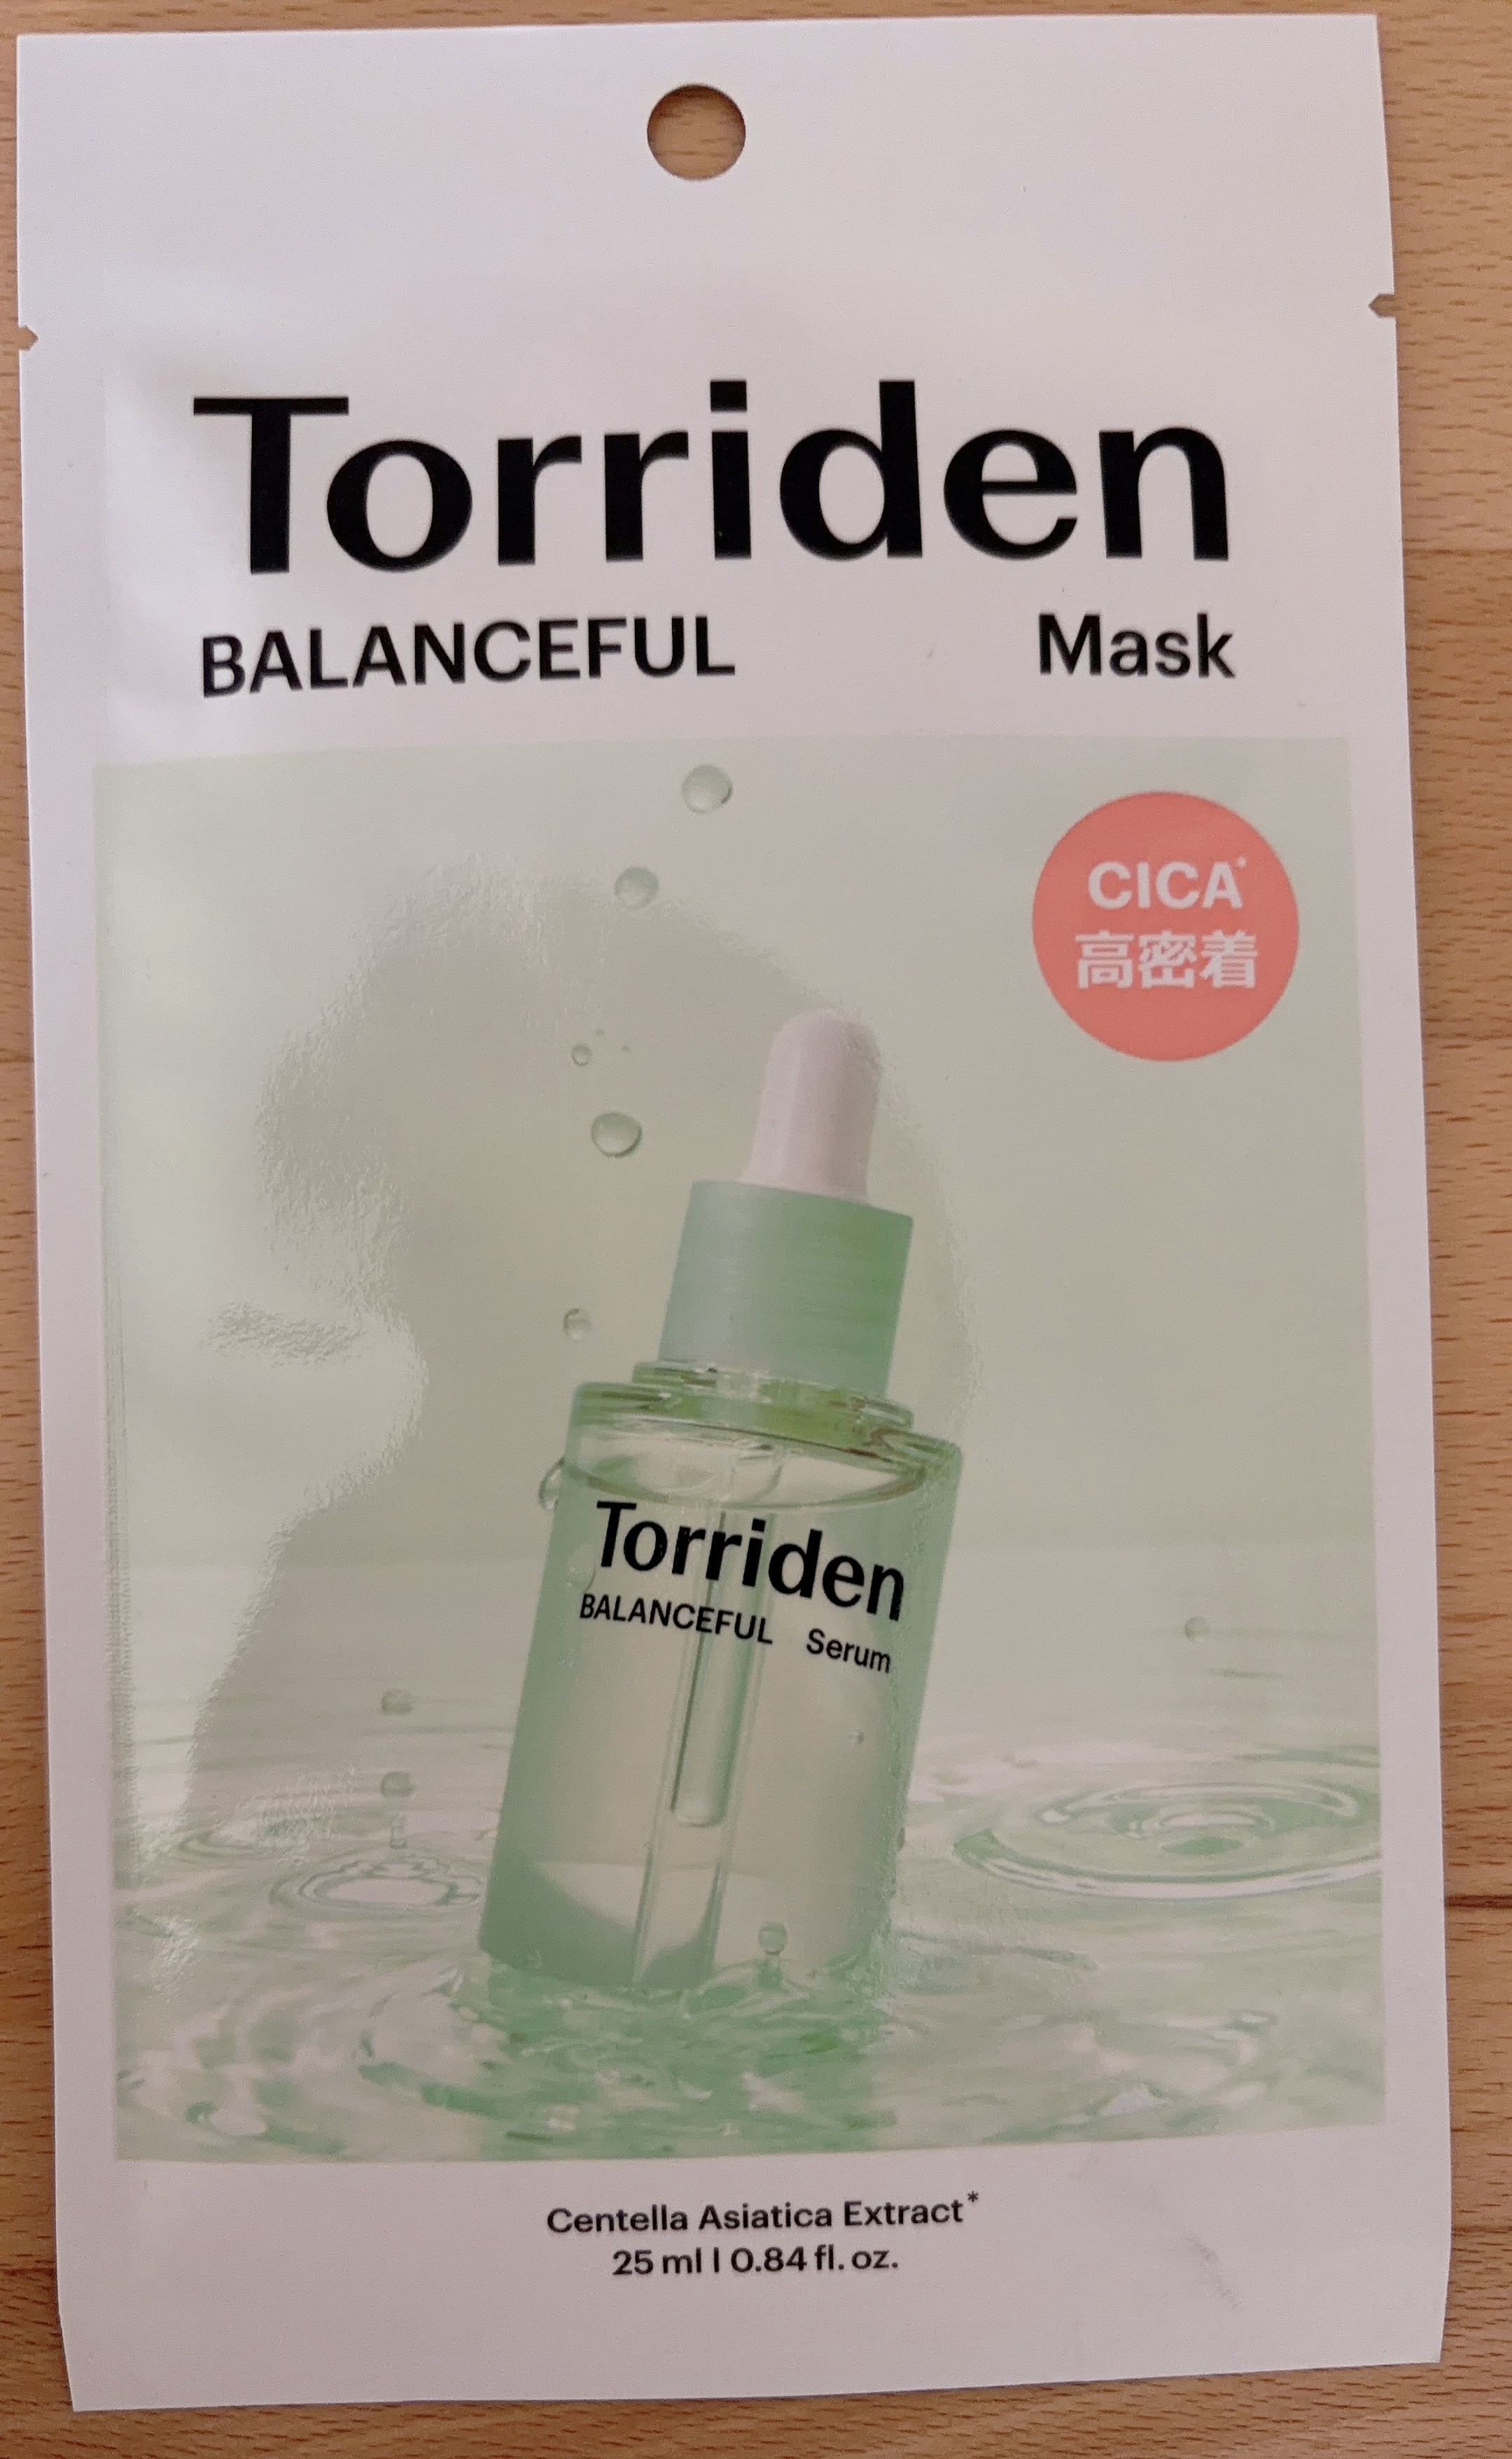 Torriden
BALANCEFUL Mask
CICA*
高密着
Torriden
BALANCEFUL Serum
Centella Asiatica Extract*
25 ml | 0.84 fl. oz.